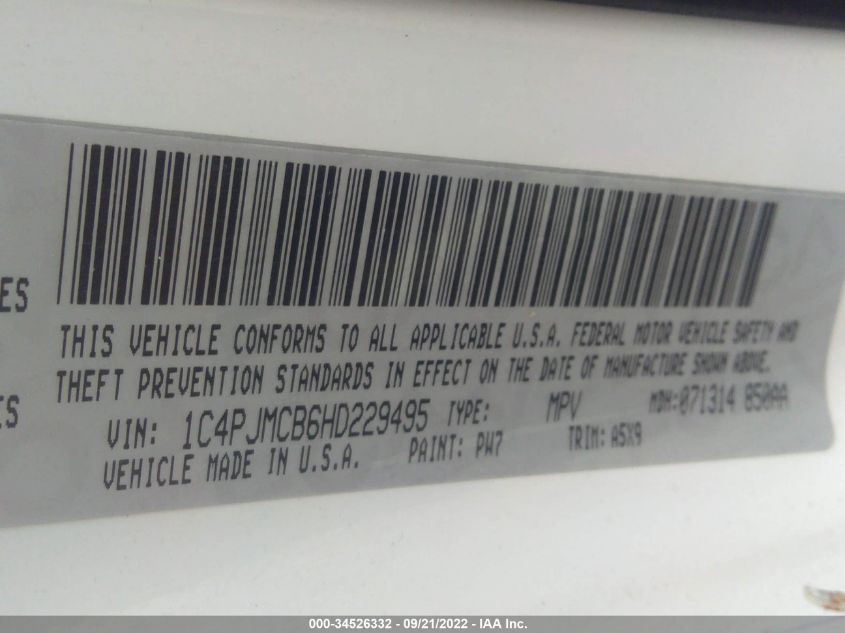 ES
THIS VEHICLE CONFORMS TO ALL APPLICABLE U.S.A. FEDERAL MOTOR VEHICLE SAFETY AND
THEFT PREVENTION STANDARDS IN EFFECT ON THE DATE OF MANUFACTURE SHOWN ABOVE.
ES
VIN: 1C4PJMCB6HD229495 TYPE: MPV MDH:071314 850AA
VEHICLE MADE IN U.S.A. PAINT: PW7 TRIM: A5X9
000-34526332 - 09/21/2022 - IAA Inc.